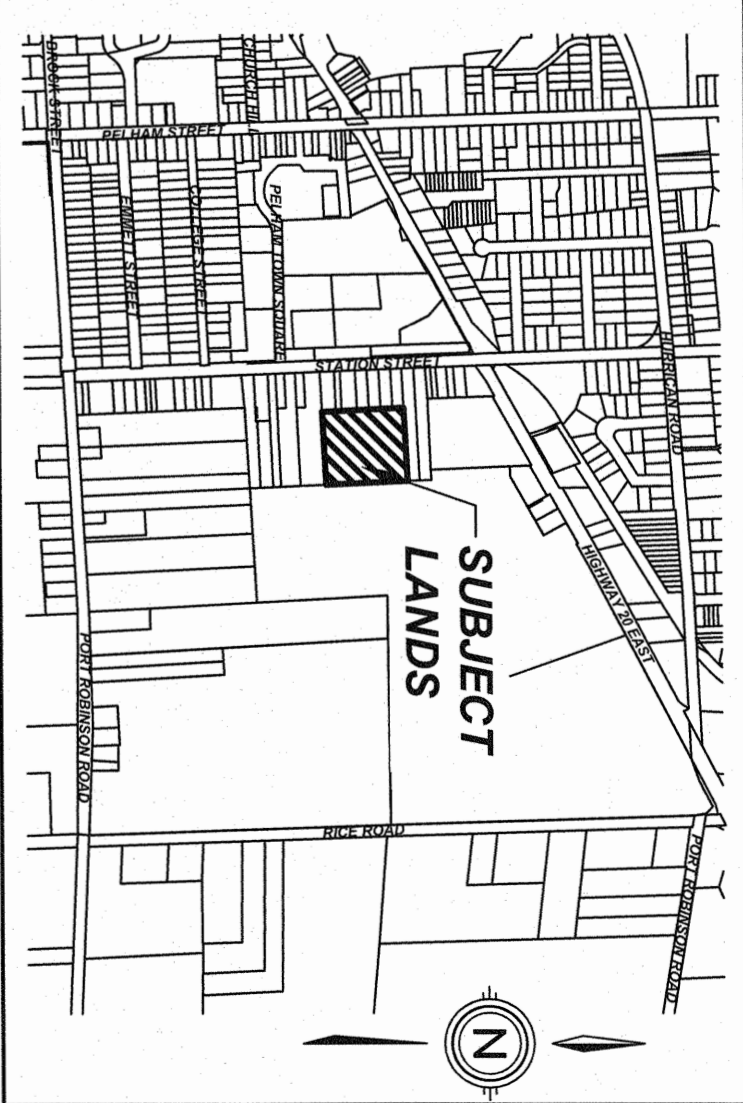 BROCK STREET
CHURCH HILL
PELHAM STREET
EMMETT STREET
COLLEGE STREET
PELHAM TOWN SQUARE
STATION STREET
HURRICAN ROAD
HIGHWAY 20 EAST
SUBJECT
LANDS
PORT ROBINSON ROAD
RICE ROAD
PORT ROBINSON ROAD
N